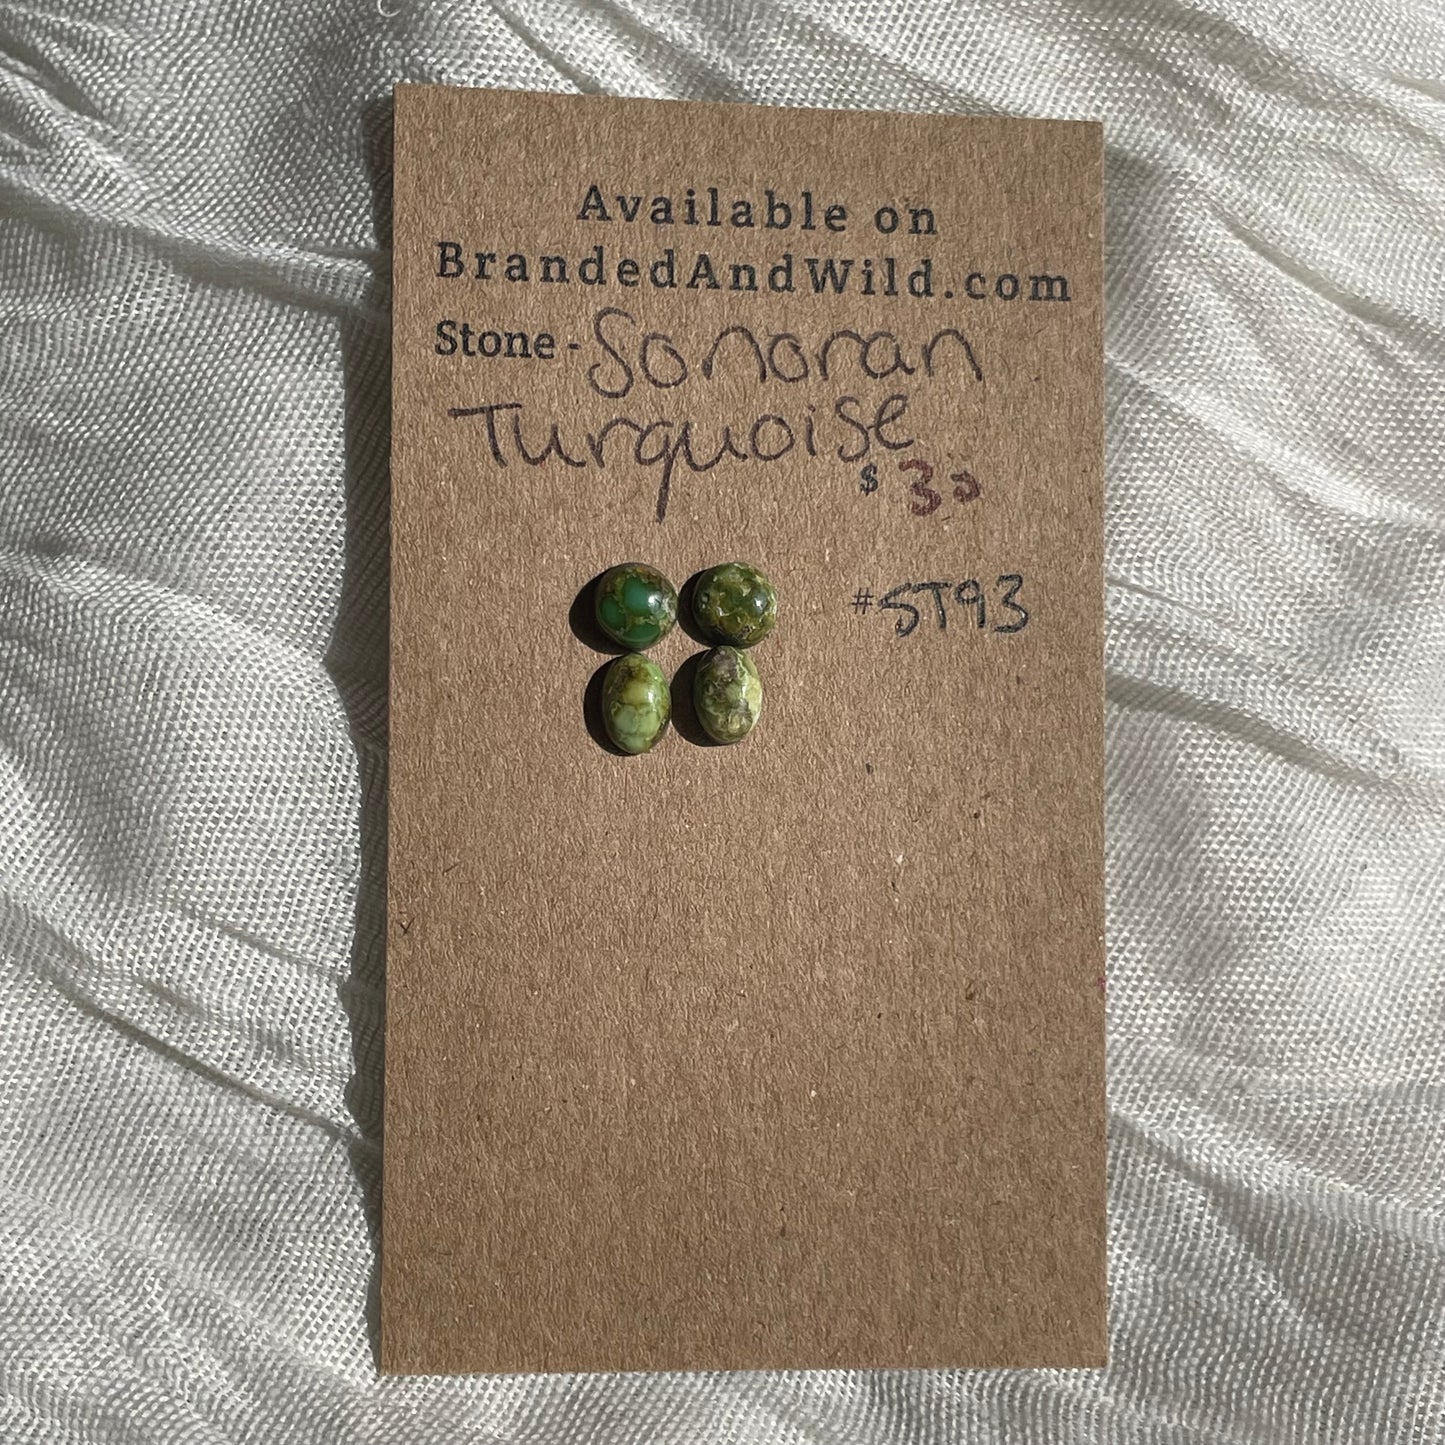 Available on
BrandedAndWild.com
Stone - Sonoran
Turquoise
$ 30
#ST93